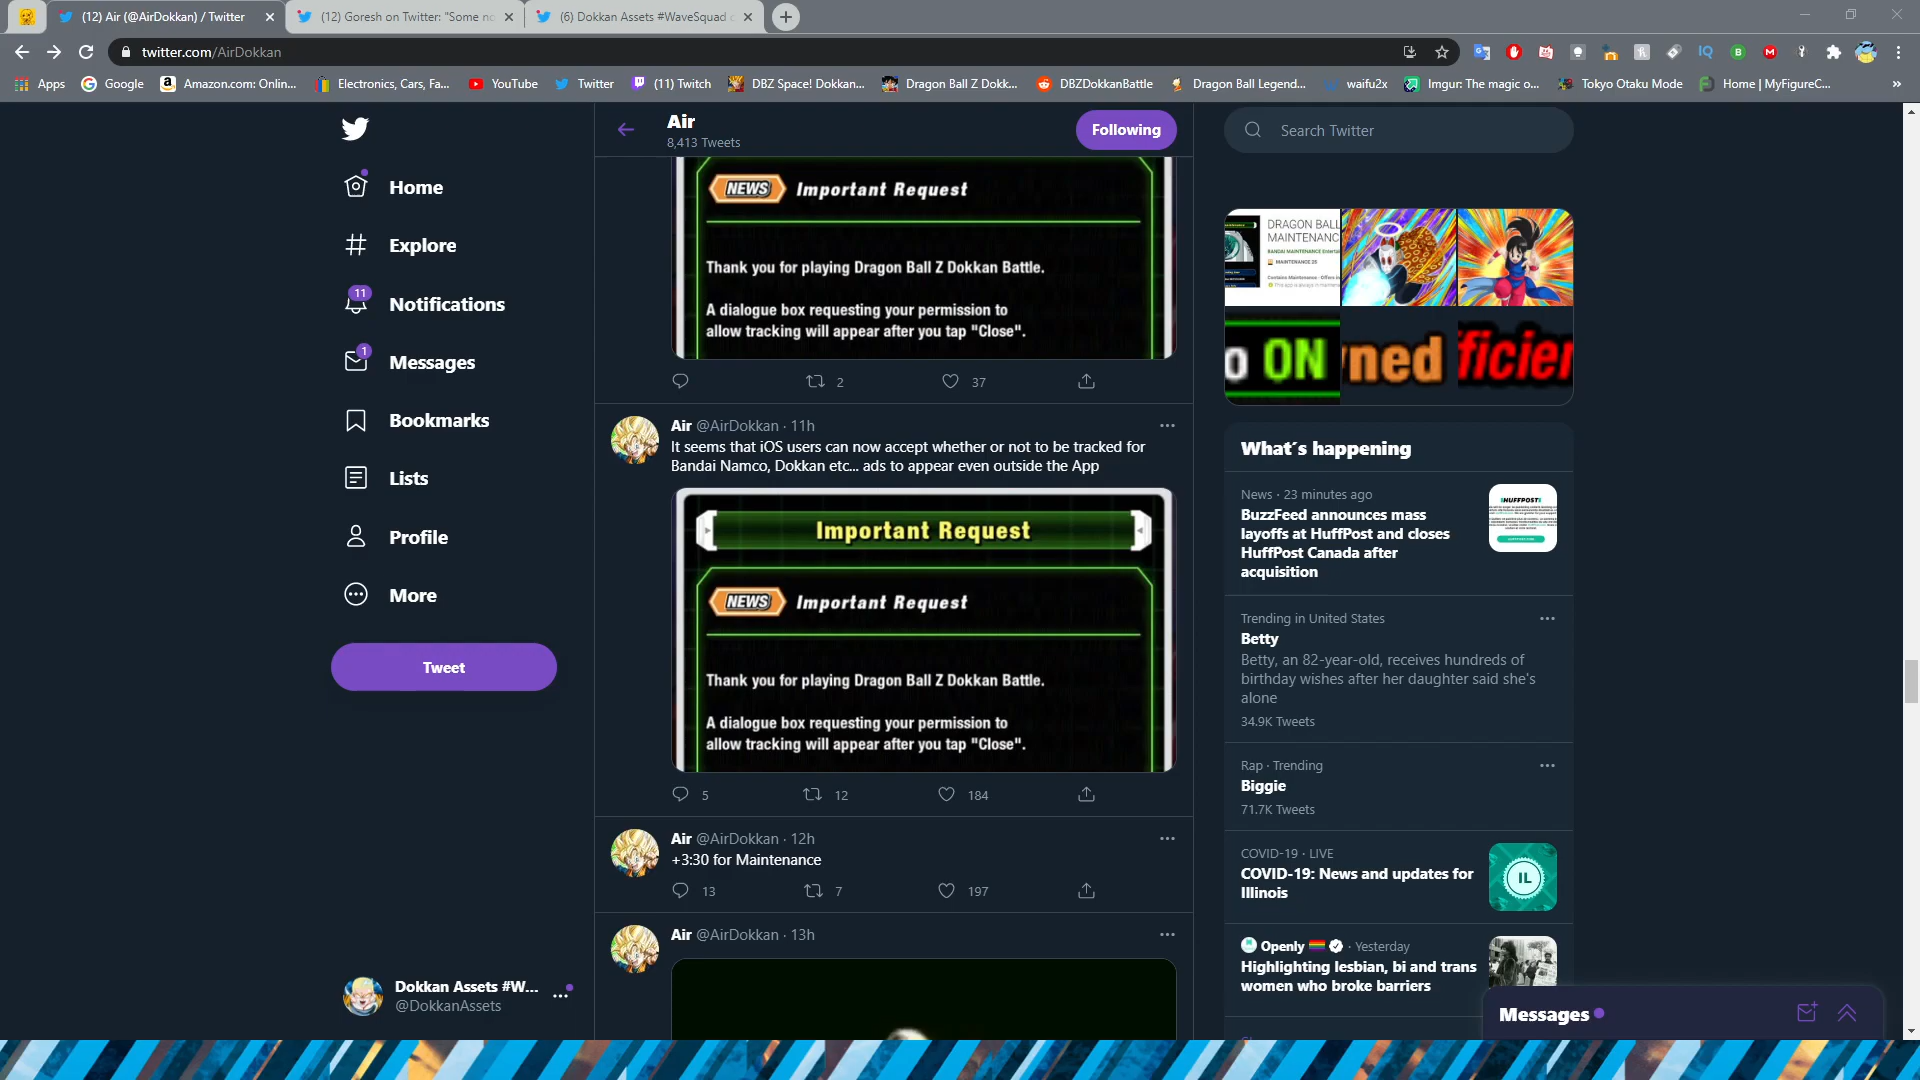 (12) Air (@AirDokkan) / Twitter
(12) Goresh on Twitter: "Some no
(6) Dokkan Assets #WaveSquad
twitter.com/AirDokkan
Apps
Google
Amazon.com: Onlin...
Electronics, Cars, Fa...
YouTube
Twitter
(11) Twitch
DBZ Space! Dokkan...
Dragon Ball Z Dokk...
DBZDokkanBattle
Dragon Ball Legend...
waifu2x
Imgur: The magic o...
Tokyo Otaku Mode
Home | MyFigureC...
»
Home
Explore
11
Notifications
1
Messages
Bookmarks
Lists
Profile
More
Tweet
Dokkan Assets #W...
@DokkanAssets
Air
8,413 Tweets
Following
NEWS Important Request
Thank you for playing Dragon Ball Z Dokkan Battle.
A dialogue box requesting your permission to
allow tracking will appear after you tap "Close".
2 37
Air @AirDokkan · 11h
It seems that iOS users can now accept whether or not to be tracked for
Bandai Namco, Dokkan etc... ads to appear even outside the App
Important Request
NEWS Important Request
Thank you for playing Dragon Ball Z Dokkan Battle.
A dialogue box requesting your permission to
allow tracking will appear after you tap "Close".
5 12 184
Air @AirDokkan · 12h
+3:30 for Maintenance
13 7 197
Air @AirDokkan · 13h
Search Twitter
DRAGON BALL
MAINTENANC
BANDAI MAINTENANCE Enterta
MAINTENANCE 25
o ON
ned
ficien
What's happening
News · 23 minutes ago
BuzzFeed announces mass
layoffs at HuffPost and closes
HuffPost Canada after
acquisition
HUFFPOST
Trending in United States
Betty
Betty, an 82-year-old, receives hundreds of
birthday wishes after her daughter said she's
alone
34.9K Tweets
Rap · Trending
Biggie
71.7K Tweets
COVID-19 · LIVE
COVID-19: News and updates for
Illinois
IL
Openly · Yesterday
Highlighting lesbian, bi and trans
women who broke barriers
Messages